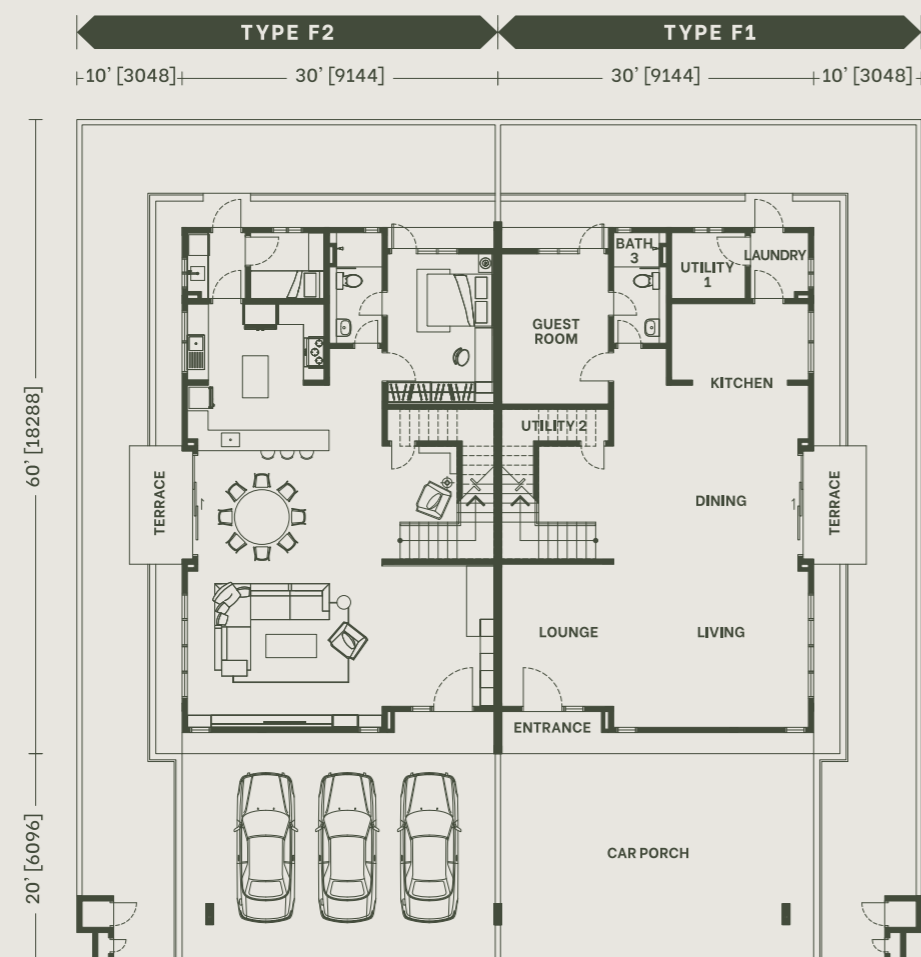 TYPE F2
TYPE F1
10' [3048]
30' [9144]
30' [9144]
10' [3048]
60' [18288]
20' [6096]
BATH
3
UTILITY
1
LAUNDRY
GUEST
ROOM
KITCHEN
UTILITY 2
TERRACE
DINING
TERRACE
LOUNGE
LIVING
ENTRANCE
CAR PORCH